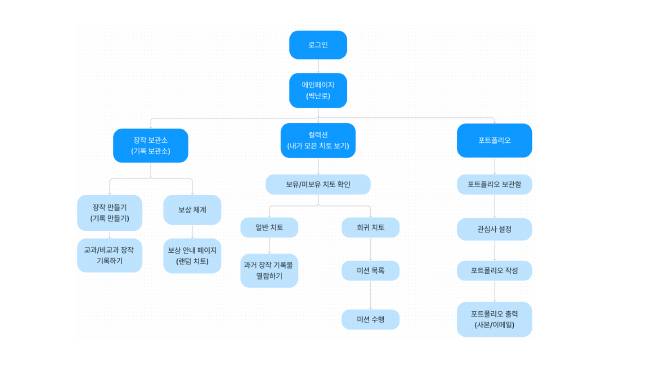 로그인
메인페이지
(벽난로)
장작 보관소
(기록 보관소)
컬렉션
(내가 모은 치토 보기)
포트폴리오
장작 만들기
(기록 만들기)
보상 체계
교과/비교과 장작
기록하기
보상 안내 페이지
(랜덤 치토)
보유/미보유 치토 확인
일반 치토
희귀 치토
과거 장작 기록물
열람하기
미션 목록
미션 수행
포트폴리오 보관함
관심사 설정
포트폴리오 작성
포트폴리오 출력
(사본/이메일)